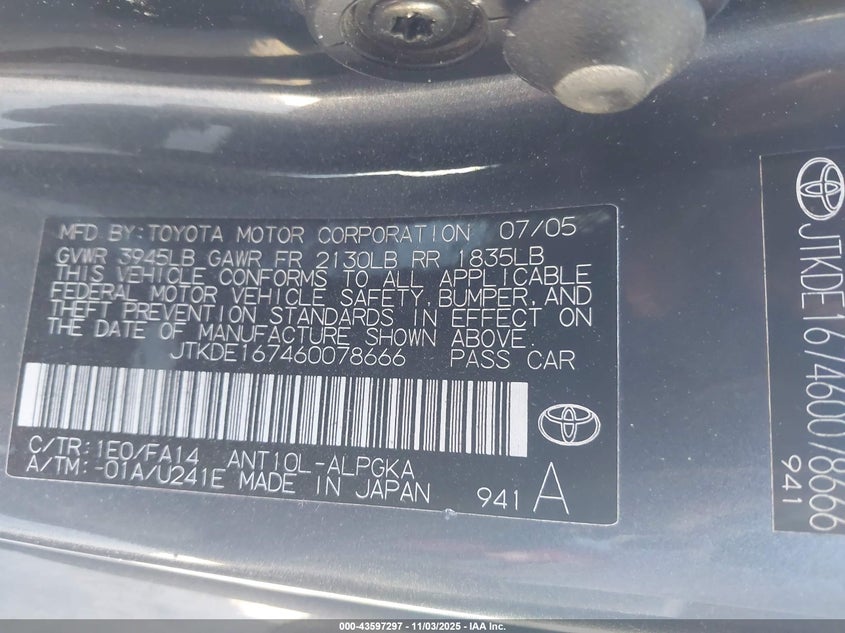 MFD BY: TOYOTA MOTOR CORPORATION 07/05
GVWR 3945LB GAWR FR 2130LB RR 1835LB
THIS VEHICLE CONFORMS TO ALL APPLICABLE
FEDERAL MOTOR VEHICLE SAFETY, BUMPER, AND
THEFT PREVENTION STANDARDS IN EFFECT ON
THE DATE OF MANUFACTURE SHOWN ABOVE.
JTKDE167460078666 PASS CAR
C/TR: 1E0/FA14 ANT10L-ALPGKA
A/TM: -01A/U241E MADE IN JAPAN 941 A
JTKDE167460078666
941
000-43597297 - 11/03/2025 - IAA Inc.